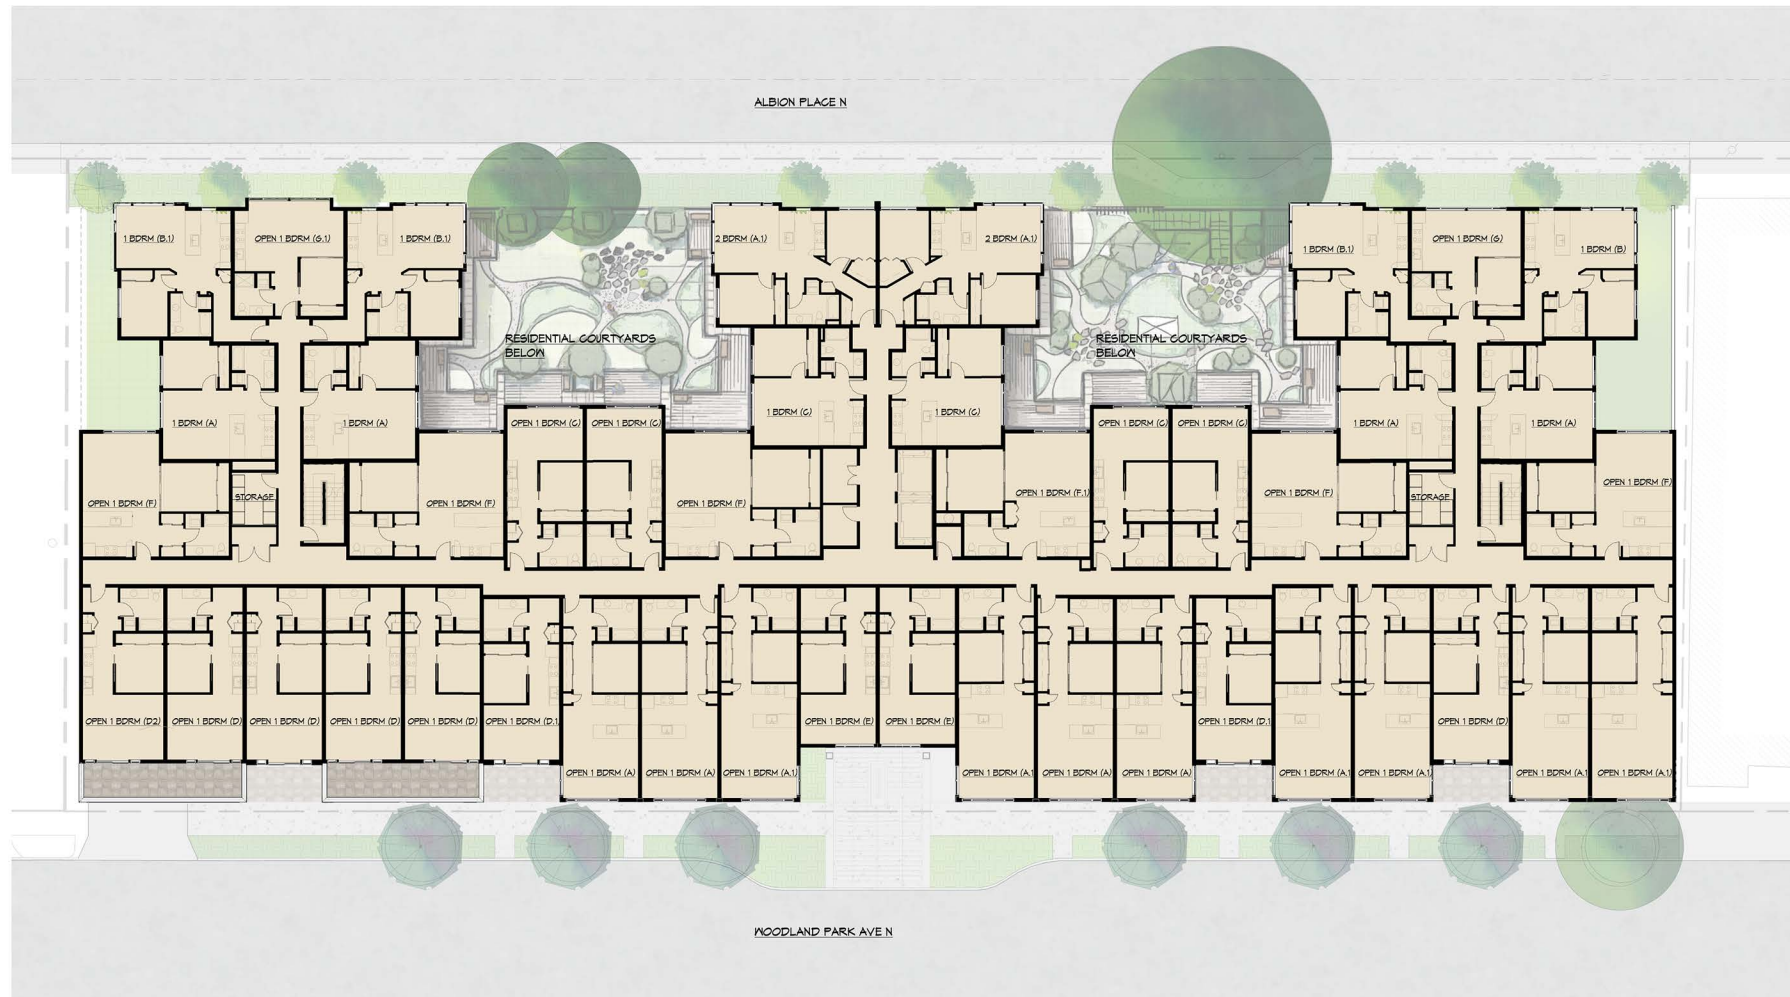 ALBION PLACE N
1 BDRM (B.1)
OPEN 1 BDRM (G.1)
1 BDRM (B.1)
2 BDRM (A.1)
2 BDRM (A.1)
1 BDRM (B.1)
OPEN 1 BDRM (G)
1 BDRM (B)
RESIDENTIAL COURTYARDS
BELOW
RESIDENTIAL COURTYARDS
BELOW
1 BDRM (A)
1 BDRM (A)
1 BDRM (C)
1 BDRM (C)
1 BDRM (A)
1 BDRM (A)
OPEN 1 BDRM (C)
OPEN 1 BDRM (C)
OPEN 1 BDRM (C)
OPEN 1 BDRM (C)
OPEN 1 BDRM (F)
STORAGE
OPEN 1 BDRM (F)
OPEN 1 BDRM (F)
OPEN 1 BDRM (F.1)
OPEN 1 BDRM (F)
STORAGE
OPEN 1 BDRM (F)
OPEN 1 BDRM (D2)
OPEN 1 BDRM (D)
OPEN 1 BDRM (D)
OPEN 1 BDRM (D)
OPEN 1 BDRM (D)
OPEN 1 BDRM (D.1
OPEN 1 BDRM (E)
OPEN 1 BDRM (E)
OPEN 1 BDRM (D.1
OPEN 1 BDRM (D)
OPEN 1 BDRM (A)
OPEN 1 BDRM (A)
OPEN 1 BDRM (A.1)
OPEN 1 BDRM (A.1
OPEN 1 BDRM (A)
OPEN 1 BDRM (A)
OPEN 1 BDRM (A.1
OPEN 1 BDRM (A.1)
OPEN 1 BDRM (A.1)
OPEN 1 BDRM (A.1)
WOODLAND PARK AVE N